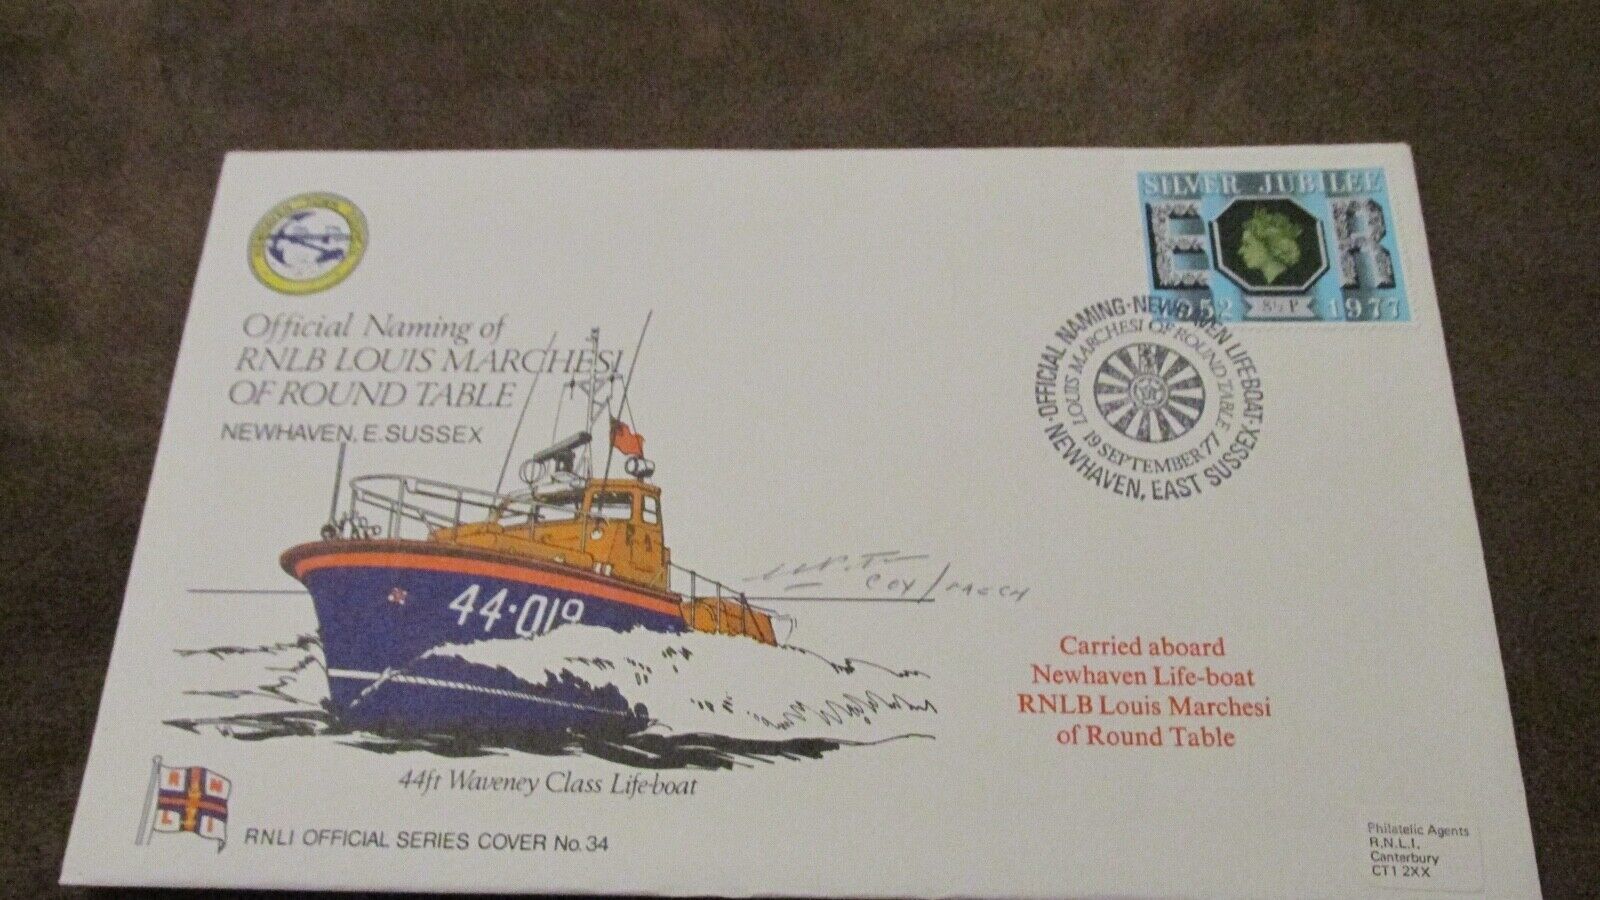 Official Naming of
RNLB LOUIS MARCHESI
OF ROUND TABLE
NEWHAVEN, E. SUSSEX
SILVER JUBILEE
E R
1952 8½P 1977
·OFFICIAL NAMING·NEWHAVEN LIFE-BOAT·
LOUIS MARCHESI OF ROUND TABLE
19 SEPTEMBER 77
NEWHAVEN, EAST SUSSEX
44·019
COX / MECH
Carried aboard
Newhaven Life-boat
RNLB Louis Marchesi
of Round Table
44ft Waveney Class Life-boat
R N
L I
RNLI OFFICIAL SERIES COVER No. 34
Philatelic Agents
R.N.L.I.
Canterbury
CT1 2XX